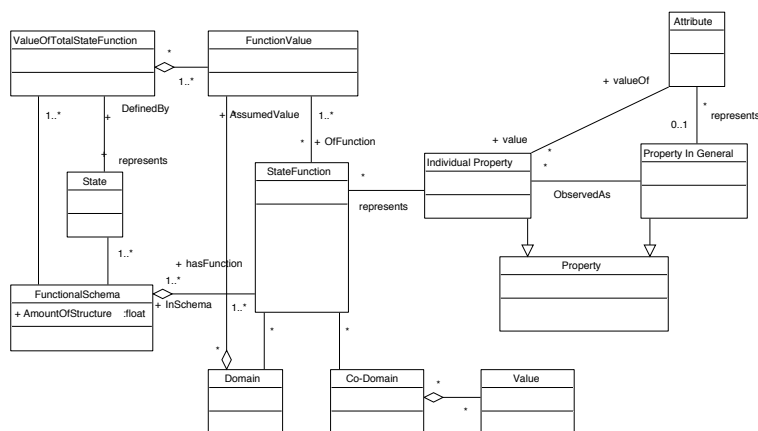 Attribute
ValueOfTotalStateFunction
FunctionValue
*
1..*
+ valueOf
1..*
DefinedBy
+
+ AssumedValue
*
1..*
*
represents
0..1
*
+ OfFunction
+ value
*
*
+
represents
StateFunction
Individual Property
Property In General
State
*
represents
ObservedAs
1..*
+ hasFunction
1..*
Property
FunctionalSchema
+ InSchema
1..*
+ AmountOfStructure :float
*
*
*
Domain
Co-Domain
*
Value
*